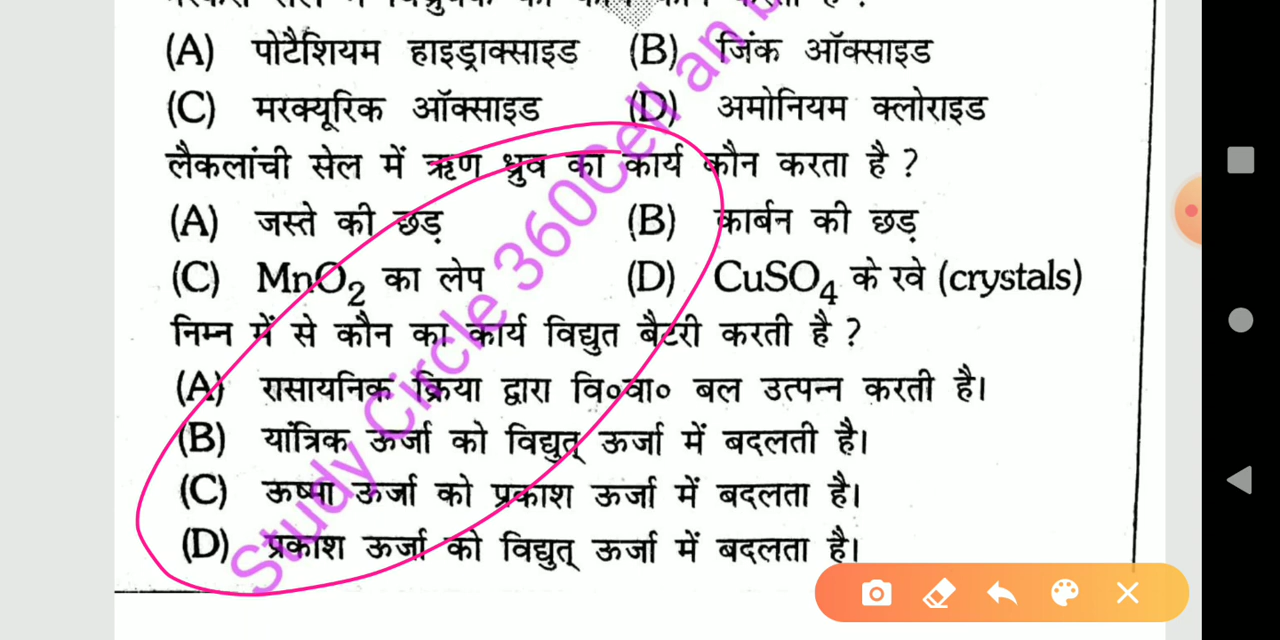 (A) पोटैशियम हाइड्राक्साइड (B) जिंक ऑक्साइड
(C) मरक्यूरिक ऑक्साइड (D) अमोनियम क्लोराइड
लैकलांची सेल में ऋण ध्रुव का कार्य कौन करता है ?
(A) जस्ते की छड़ (B) कार्बन की छड़
(C) MnO₂ का लेप (D) CuSO₄ के रवे (crystals)
निम्न में से कौन का कार्य विद्युत बैटरी करती है ?
(A) रासायनिक क्रिया द्वारा वि०वा० बल उत्पन्न करती है।
(B) यांत्रिक ऊर्जा को विद्युत् ऊर्जा में बदलती है।
(C) ऊष्मा ऊर्जा को प्रकाश ऊर्जा में बदलता है।
(D) प्रकाश ऊर्जा को विद्युत् ऊर्जा में बदलता है।
Study Circle 360Cell an